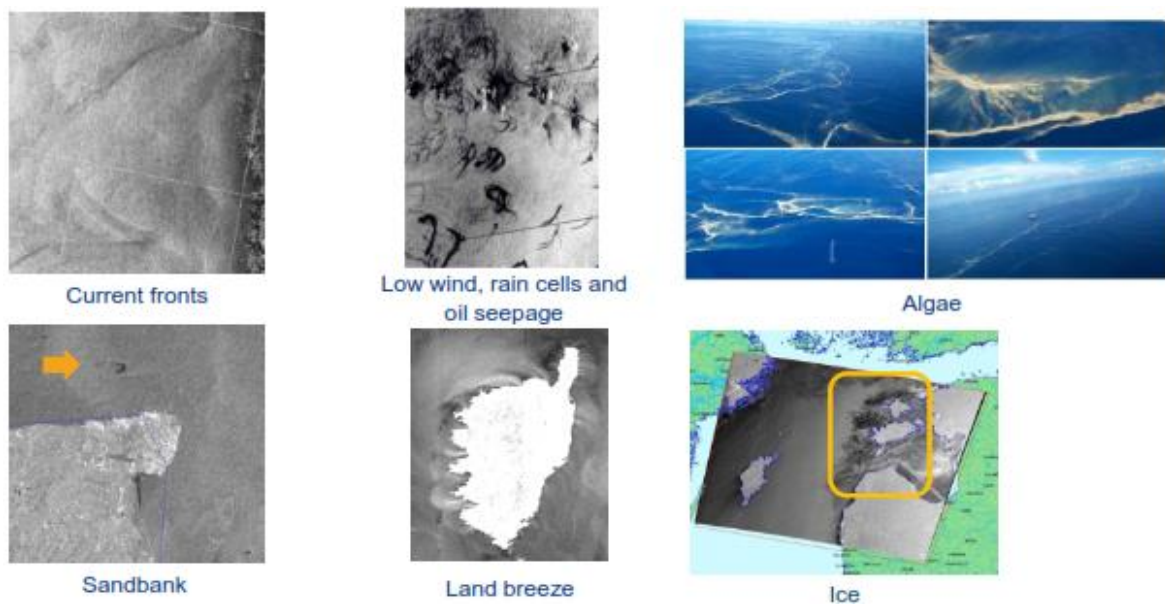 Current fronts
Low wind, rain cells and
oil seepage
Algae
Sandbank
Land breeze
Ice